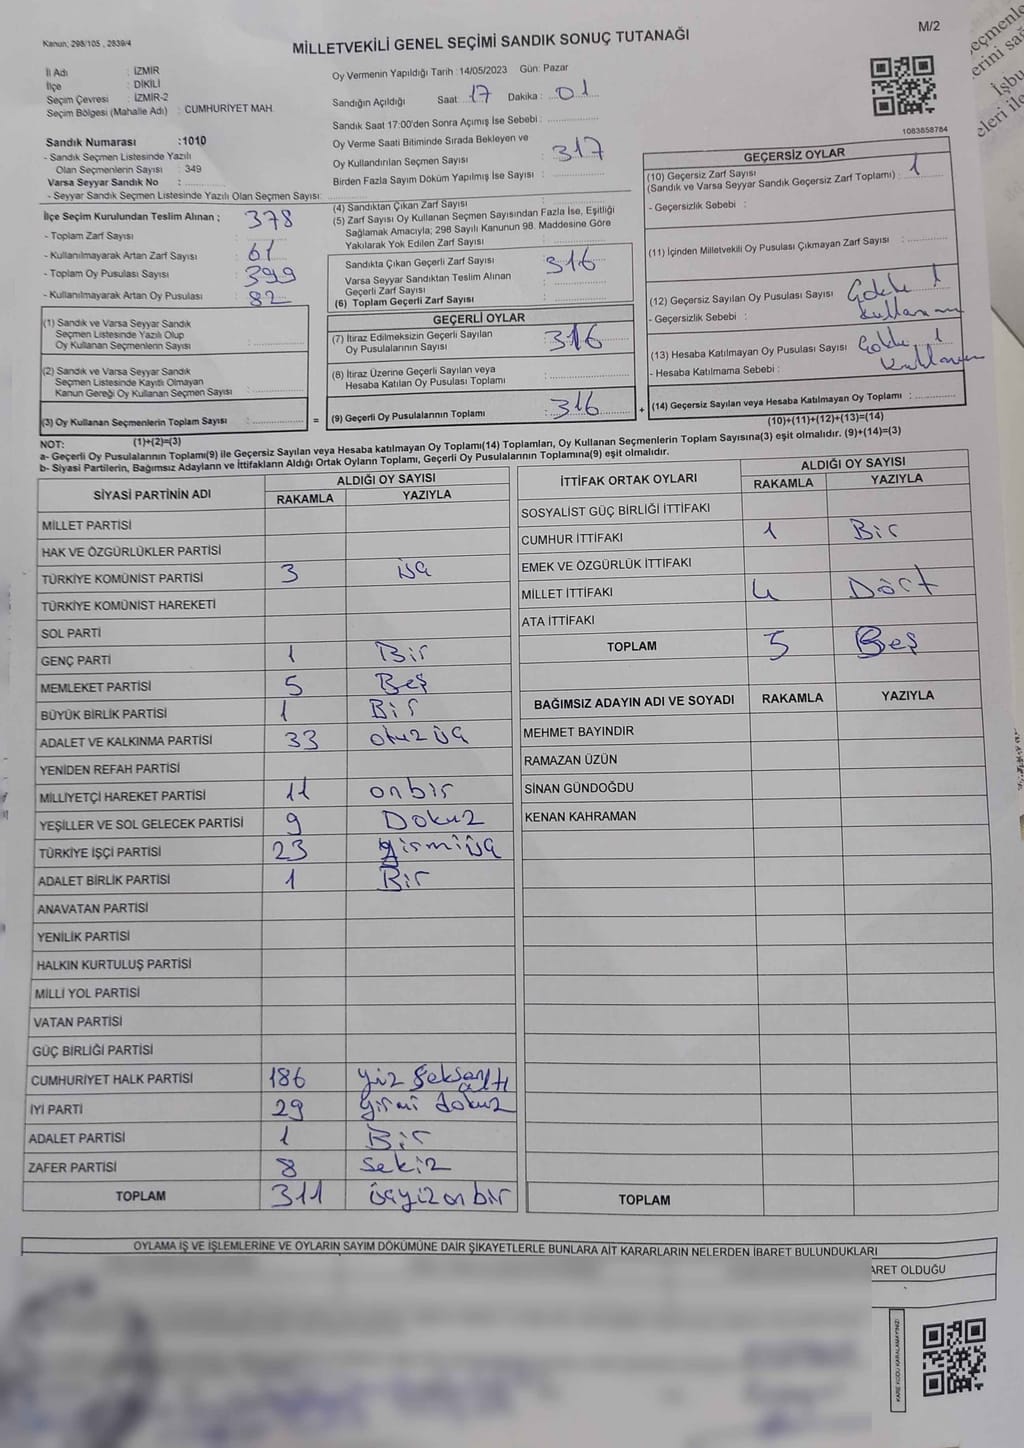 Kanun; 298/105 , 2839/4
MİLLETVEKİLİ GENEL SEÇİMİ SANDIK SONUÇ TUTANAĞI
M/2
İl Adı : İZMİR
İlçe : DİKİLİ
Seçim Çevresi : İZMİR-2
Seçim Bölgesi (Mahalle Adı) : CUMHURİYET MAH.
Oy Vermenin Yapıldığı Tarih :14/05/2023 Gün: Pazar
Sandığın Açıldığı Saat : 17 Dakika : 01
Sandık Saat 17:00'den Sonra Açımış İse Sebebi :
Sandık Numarası :1010
- Sandık Seçmen Listesinde Yazılı
Olan Seçmenlerin Sayısı : 349
Varsa Seyyar Sandık No :
- Seyyar Sandık Seçmen Listesinde Yazılı Olan Seçmen Sayısı:
Oy Verme Saati Bitiminde Sırada Bekleyen ve
Oy Kullandırılan Seçmen Sayısı : 317
Birden Fazla Sayım Döküm Yapılmış İse Sayısı :
1083858784
İlçe Seçim Kurulundan Teslim Alınan ; 378
- Toplam Zarf Sayısı :
- Kullanılmayarak Artan Zarf Sayısı : 61
- Toplam Oy Pusulası Sayısı : 399
- Kullanılmayarak Artan Oy Pusulası : 82
(4) Sandıktan Çıkan Zarf Sayısı :
(5) Zarf Sayısı Oy Kullanan Seçmen Sayısından Fazla İse, Eşitliği
Sağlamak Amacıyla; 298 Sayılı Kanunun 98. Maddesine Göre
Yakılarak Yok Edilen Zarf Sayısı :
Sandıkta Çıkan Geçerli Zarf Sayısı : 316
Varsa Seyyar Sandıktan Teslim Alınan
Geçerli Zarf Sayısı :
(6) Toplam Geçerli Zarf Sayısı :
GEÇERSİZ OYLAR
(10) Geçersiz Zarf Sayısı
(Sandık ve Varsa Seyyar Sandık Geçersiz Zarf Toplamı) : 1
- Geçersizlik Sebebi :
(11) İçinden Milletvekili Oy Pusulası Çıkmayan Zarf Sayısı :
(12) Geçersiz Sayılan Oy Pusulası Sayısı : 1
- Geçersizlik Sebebi :
(13) Hesaba Katılmayan Oy Pusulası Sayısı : 1
- Hesaba Katılmama Sebebi :
(14) Geçersiz Sayılan veya Hesaba Katılmayan Oy Toplamı :
(10)+(11)+(12)+(13)=(14)
(1) Sandık ve Varsa Seyyar Sandık
Seçmen Listesinde Yazılı Olup
Oy Kullanan Seçmenlerin Sayısı :
(2) Sandık ve Varsa Seyyar Sandık
Seçmen Listesinde Kayıtlı Olmayan
Kanun Gereği Oy Kullanan Seçmen Sayısı :
(3) Oy Kullanan Seçmenlerin Toplam Sayısı :
(1)+(2)=(3)
=
GEÇERLİ OYLAR
(7) İtiraz Edilmeksizin Geçerli Sayılan
Oy Pusulalarının Sayısı : 316
(8) İtiraz Üzerine Geçerli Sayılan veya
Hesaba Katılan Oy Pusulası Toplamı :
(9) Geçerli Oy Pusulalarının Toplamı : 316
+
NOT:
a- Geçerli Oy Pusulalarının Toplamı(9) ile Geçersiz Sayılan veya Hesaba katılmayan Oy Toplamı(14) Toplamları, Oy Kullanan Seçmenlerin Toplam Sayısına(3) eşit olmalıdır. (9)+(14)=(3)
b- Siyasi Partilerin, Bağımsız Adayların ve İttifakların Aldığı Ortak Oyların Toplamı, Geçerli Oy Pusulalarının Toplamına(9) eşit olmalıdır.
SİYASİ PARTİNİN ADI ALDIĞI OY SAYISI
RAKAMLA YAZIYLA
MİLLET PARTİSİ
HAK VE ÖZGÜRLÜKLER PARTİSİ
TÜRKİYE KOMÜNİST PARTİSİ 3 üç
TÜRKİYE KOMÜNİST HAREKETİ
SOL PARTİ
GENÇ PARTİ 1 Bir
MEMLEKET PARTİSİ 5 Beş
BÜYÜK BİRLİK PARTİSİ 1 Bir
ADALET VE KALKINMA PARTİSİ 33 otuz üç
YENİDEN REFAH PARTİSİ
MİLLİYETÇİ HAREKET PARTİSİ 11 onbir
YEŞİLLER VE SOL GELECEK PARTİSİ 9 Dokuz
TÜRKİYE İŞÇİ PARTİSİ 23 yirmiüç
ADALET BİRLİK PARTİSİ 1 Bir
ANAVATAN PARTİSİ
YENİLİK PARTİSİ
HALKIN KURTULUŞ PARTİSİ
MİLLİ YOL PARTİSİ
VATAN PARTİSİ
GÜÇ BİRLİĞİ PARTİSİ
CUMHURİYET HALK PARTİSİ 186 yüz seksen altı
İYİ PARTİ 29 yirmi dokuz
ADALET PARTİSİ 1 Bir
ZAFER PARTİSİ 8 sekiz
TOPLAM 311 üçyüz on bir
İTTİFAK ORTAK OYLARI ALDIĞI OY SAYISI
RAKAMLA YAZIYLA
SOSYALİST GÜÇ BİRLİĞİ İTTİFAKI
CUMHUR İTTİFAKI 1 Bir
EMEK VE ÖZGÜRLÜK İTTİFAKI
MİLLET İTTİFAKI 4 Dört
ATA İTTİFAKI
TOPLAM 5 Beş
BAĞIMSIZ ADAYIN ADI VE SOYADI RAKAMLA YAZIYLA
MEHMET BAYINDIR
RAMAZAN ÜZÜN
SİNAN GÜNDOĞDU
KENAN KAHRAMAN
TOPLAM
OYLAMA İŞ VE İŞLEMLERİNE VE OYLARIN SAYIM DÖKÜMÜNE DAİR ŞİKAYETLERLE BUNLARA AİT KARARLARIN NELERDEN İBARET BULUNDUKLARI
ARET OLDUĞU
KARE KODU KARALAMAYINIZ!